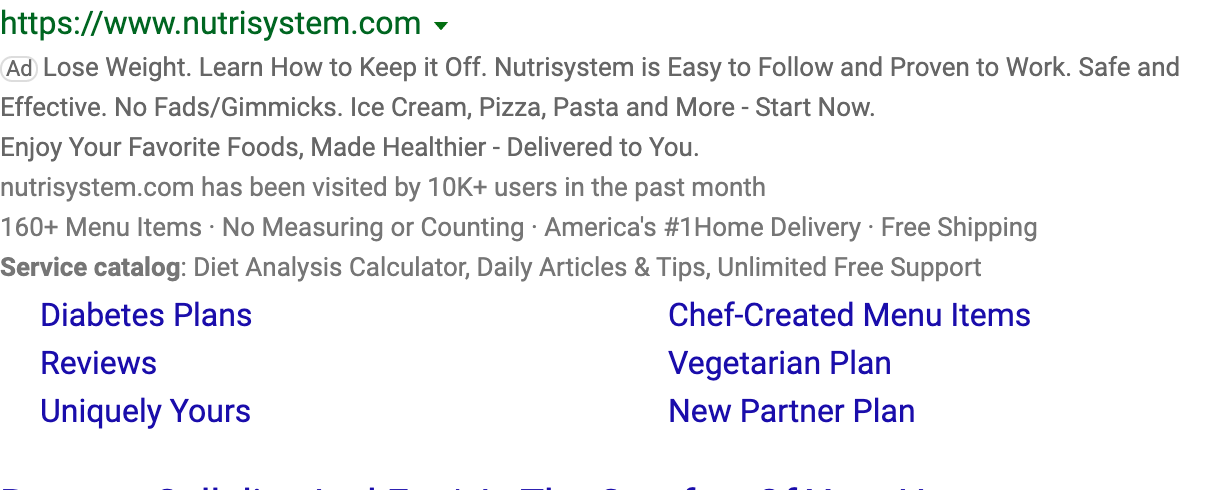 https://www.nutrisystem.com
Ad Lose Weight. Learn How to Keep it Off. Nutrisystem is Easy to Follow and Proven to Work. Safe and
Effective. No Fads/Gimmicks. Ice Cream, Pizza, Pasta and More - Start Now.
Enjoy Your Favorite Foods, Made Healthier - Delivered to You.
nutrisystem.com has been visited by 10K+ users in the past month
160+ Menu Items · No Measuring or Counting · America's #1Home Delivery · Free Shipping
Service catalog: Diet Analysis Calculator, Daily Articles & Tips, Unlimited Free Support
Diabetes Plans
Chef-Created Menu Items
Reviews
Vegetarian Plan
Uniquely Yours
New Partner Plan